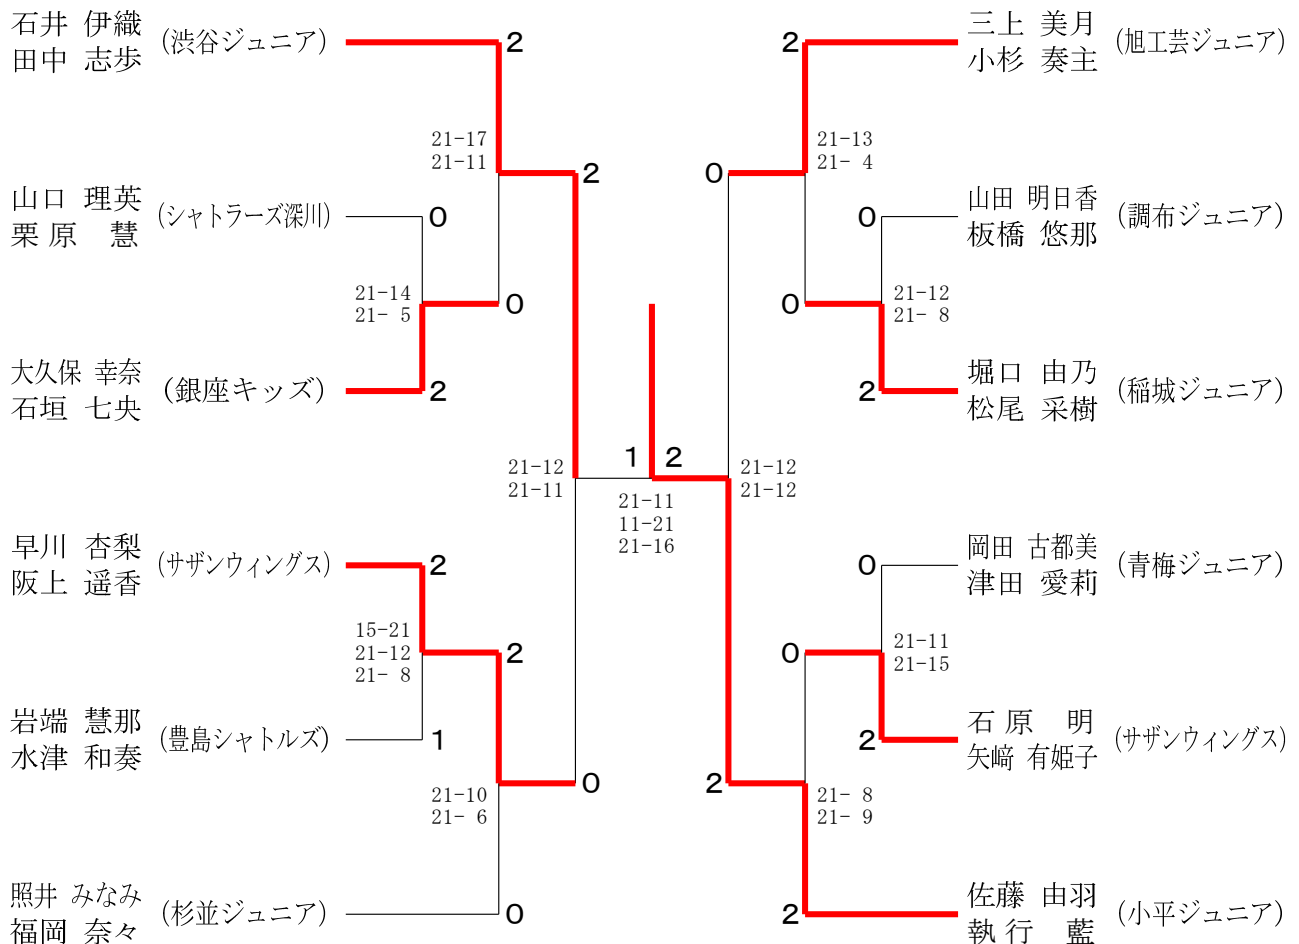 石井 伊織
田中 志歩
(渋谷ジュニア)
2
21-17
21-11
2
山口 理英
栗原 慧
(シャトラーズ深川)
0
21-14
21- 5
0
大久保 幸奈
石垣 七央
(銀座キッズ)
2
21-12
21-11
早川 杏梨
阪上 遥香
(サザンウィングス)
2
15-21
21-12
21- 8
2
岩端 慧那
水津 和奏
(豊島シャトルズ)
1
21-10
21- 6
0
照井 みなみ
福岡 奈々
(杉並ジュニア)
0
1 2
21-11
11-21
21-16
三上 美月
小杉 奏主
(旭工芸ジュニア)
2
21-13
21- 4
0
山田 明日香
板橋 悠那
(調布ジュニア)
0
21-12
21- 8
0
堀口 由乃
松尾 采樹
(稲城ジュニア)
2
21-12
21-12
岡田 古都美
津田 愛莉
(青梅ジュニア)
0
21-11
21-15
0
石原 明
矢﨑 有姫子
(サザンウィングス)
2
21- 8
21- 9
2
佐藤 由羽
執行 藍
(小平ジュニア)
2